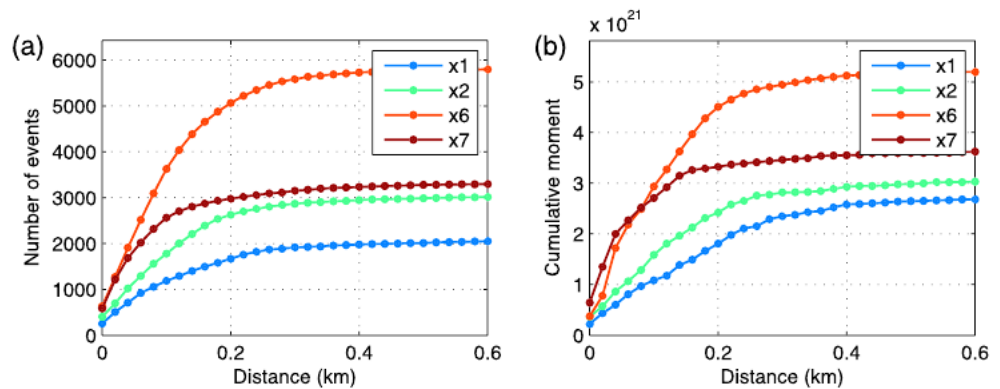 (a)
6000
5000
4000
3000
2000
1000
0
Number of events
0 0.2 0.4 0.6
Distance (km)
x1
x2
x6
x7
(b)
x 10²¹
5
4
3
2
1
0
Cumulative moment
0 0.2 0.4 0.6
Distance (km)
x1
x2
x6
x7